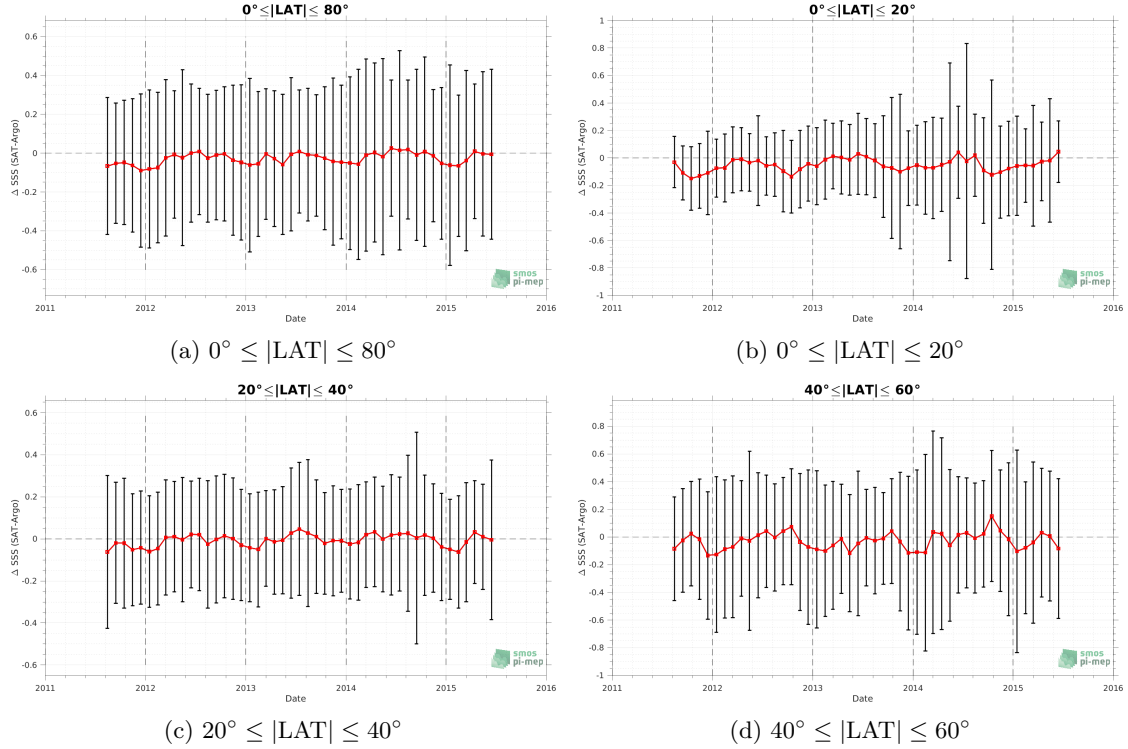 0°≤|LAT|≤ 80°
Δ SSS (SAT-Argo)
0.6
0.4
0.2
0
-0.2
-0.4
-0.6
2011 2012 2013 2014 2015 2016
Date
smos
pi-mep
(a) 0° ≤ |LAT| ≤ 80°
0°≤|LAT|≤ 20°
Δ SSS (SAT-Argo)
1
0.8
0.6
0.4
0.2
0
-0.2
-0.4
-0.6
-0.8
-1
2011 2012 2013 2014 2015 2016
Date
smos
pi-mep
(b) 0° ≤ |LAT| ≤ 20°
20°≤|LAT|≤ 40°
Δ SSS (SAT-Argo)
0.6
0.4
0.2
0
-0.2
-0.4
-0.6
2011 2012 2013 2014 2015 2016
Date
smos
pi-mep
(c) 20° ≤ |LAT| ≤ 40°
40°≤|LAT|≤ 60°
Δ SSS (SAT-Argo)
0.8
0.6
0.4
0.2
0
-0.2
-0.4
-0.6
-0.8
-1
2011 2012 2013 2014 2015 2016
Date
smos
pi-mep
(d) 40° ≤ |LAT| ≤ 60°